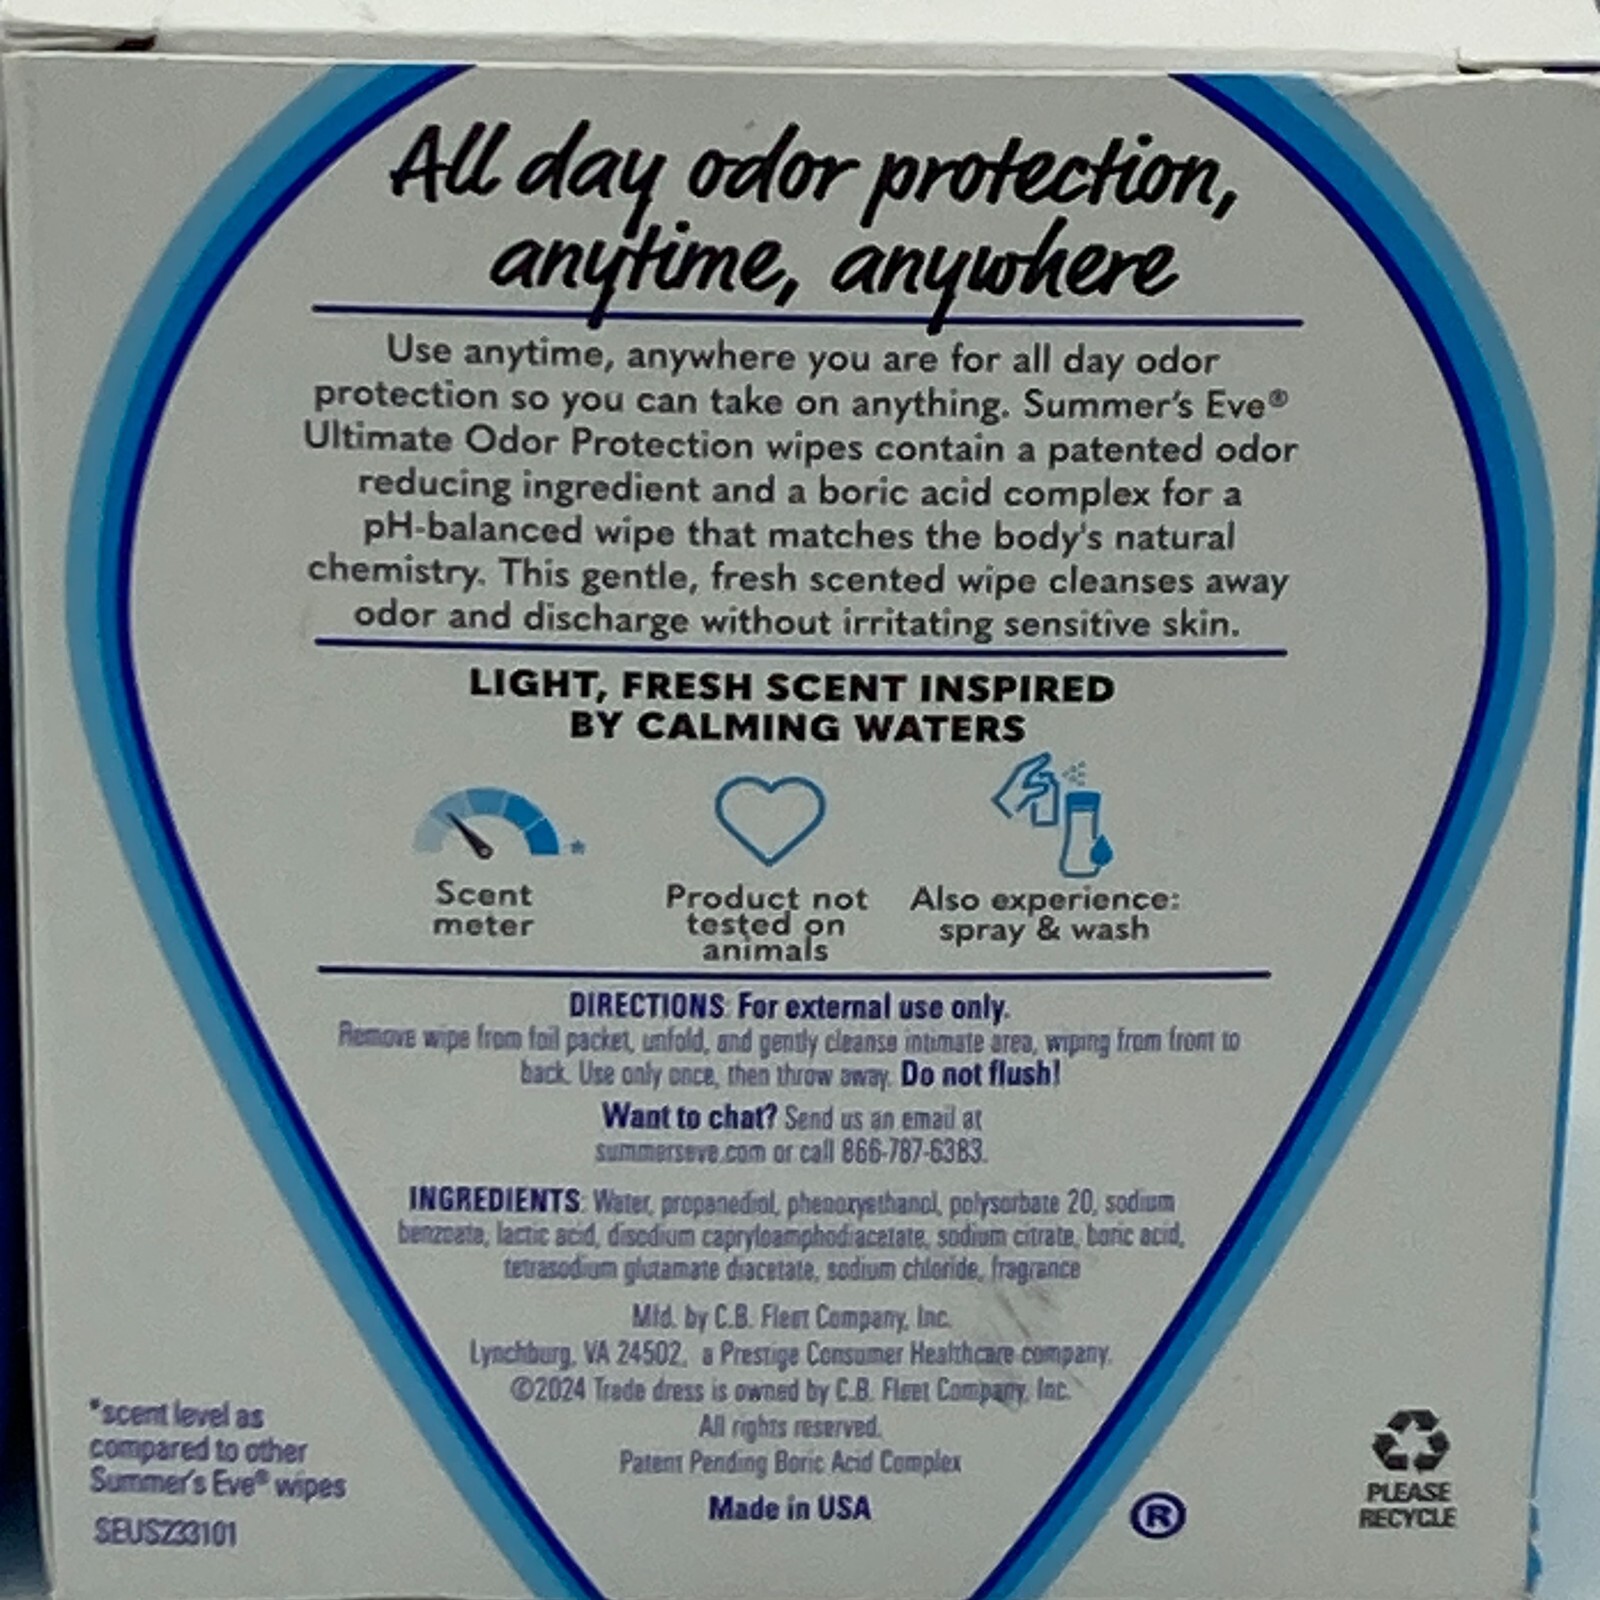 All day odor protection,
anytime, anywhere
Use anytime, anywhere you are for all day odor
protection so you can take on anything. Summer's Eve®
Ultimate Odor Protection wipes contain a patented odor
reducing ingredient and a boric acid complex for a
pH-balanced wipe that matches the body's natural
chemistry. This gentle, fresh scented wipe cleanses away
odor and discharge without irritating sensitive skin.
LIGHT, FRESH SCENT INSPIRED
BY CALMING WATERS
*
Scent
meter
Product not
tested on
animals
Also experience:
spray & wash
DIRECTIONS: For external use only.
Remove wipe from foil packet, unfold, and gently cleanse intimate area, wiping from front to
back. Use only once, then throw away. Do not flush!
Want to chat? Send us an email at
summerseve.com or call 866-787-6383.
INGREDIENTS: Water, propanediol, phenoxyethanol, polysorbate 20, sodium
benzoate, lactic acid, disodium capryloamphodiacetate, sodium citrate, boric acid,
tetrasodium glutamate diacetate, sodium chloride, fragrance
Mfd. by C.B. Fleet Company, Inc.
Lynchburg, VA 24502, a Prestige Consumer Healthcare company.
©2024 Trade dress is owned by C.B. Fleet Company, Inc.
All rights reserved.
Patent Pending Boric Acid Complex
Made in USA
*scent level as
compared to other
Summer's Eve® wipes
SEUS233101
®
PLEASE
RECYCLE